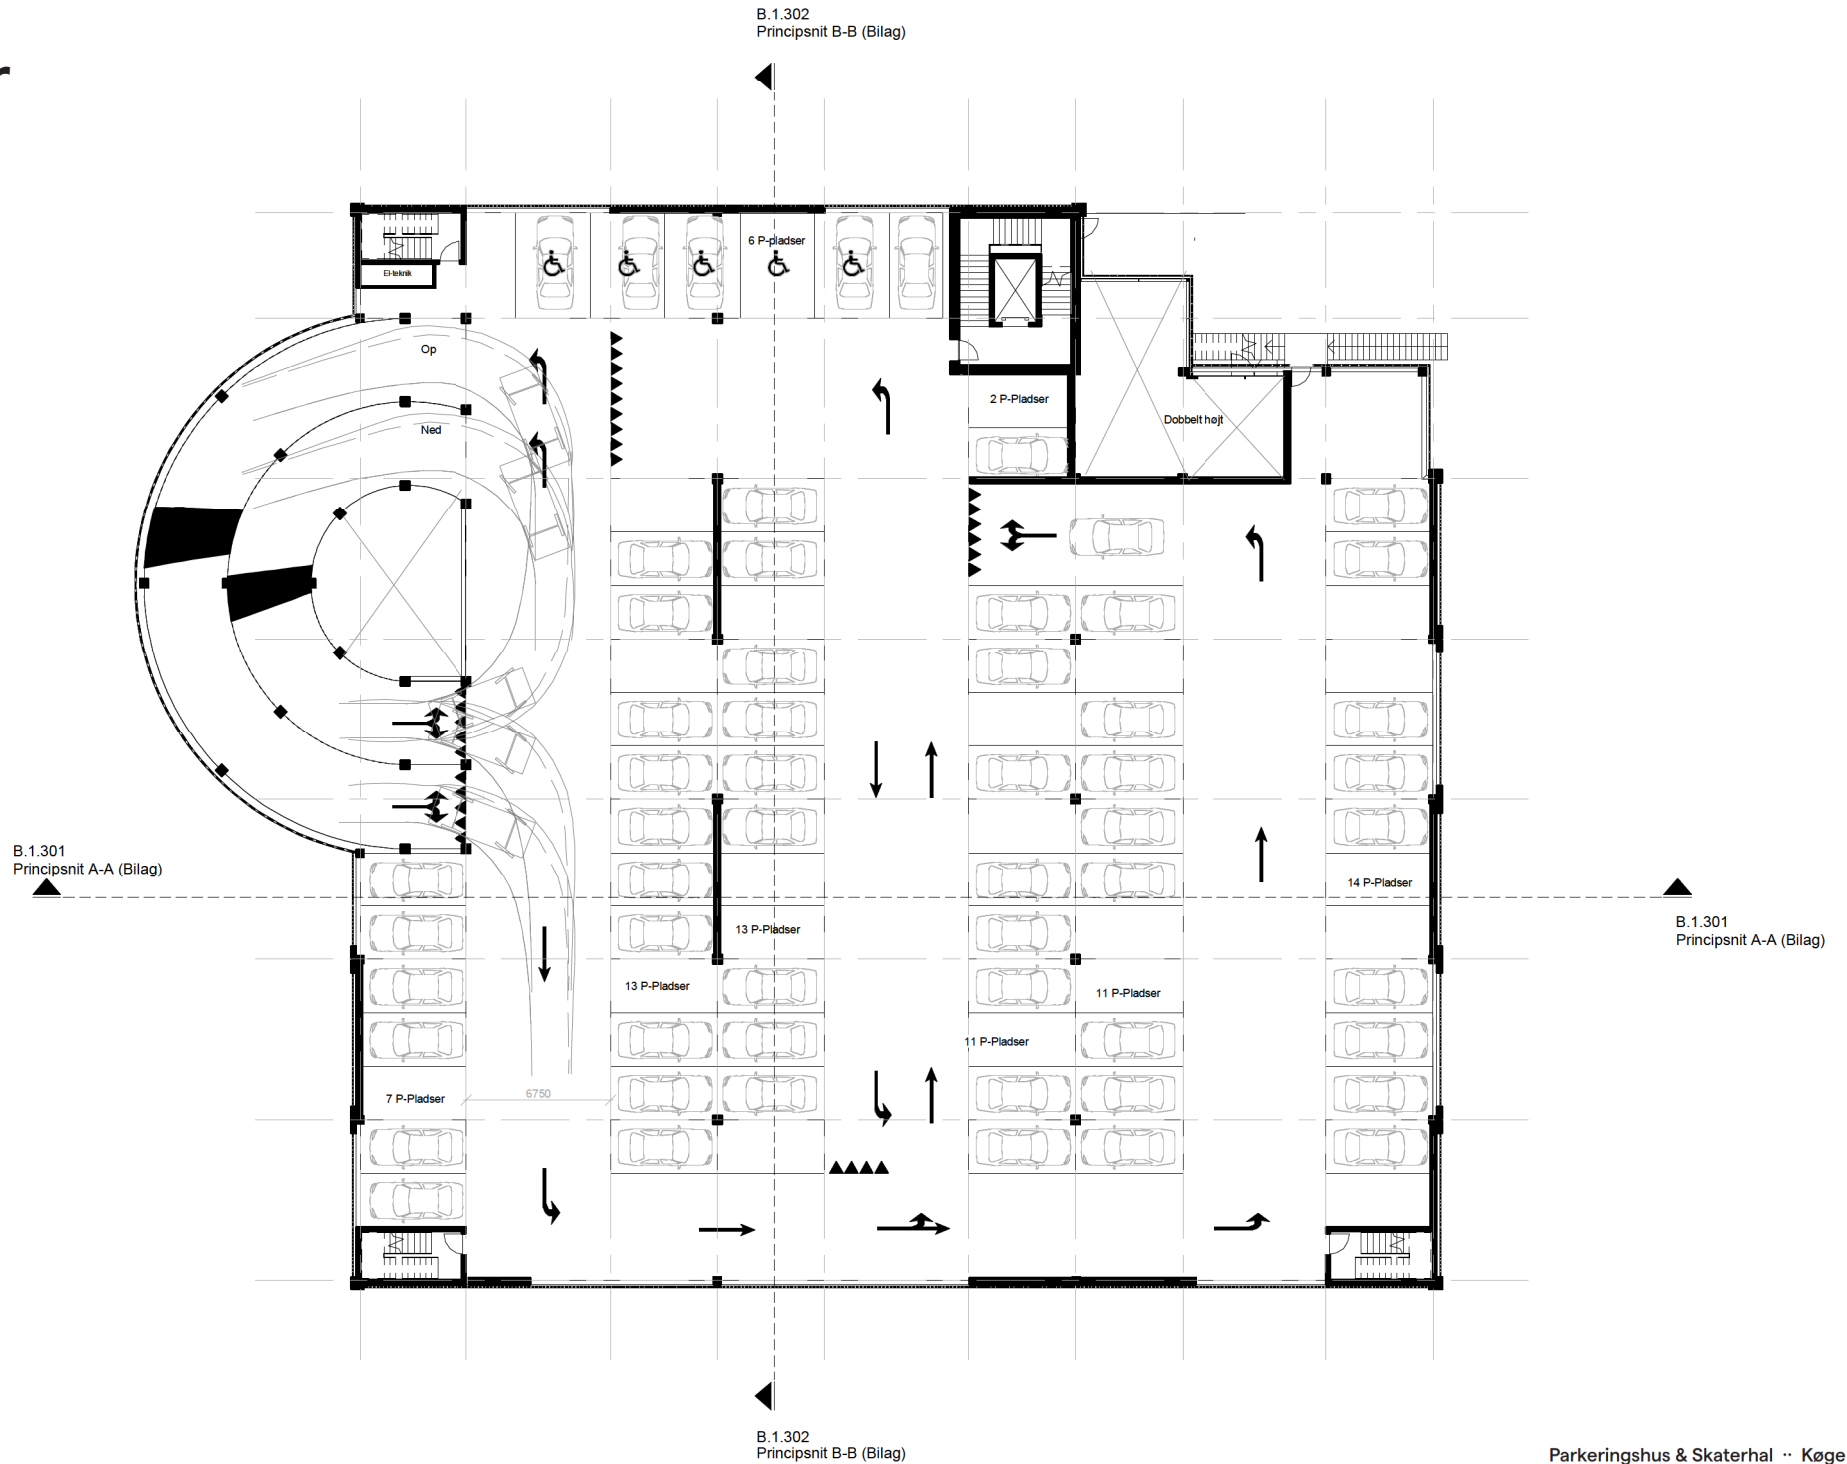 B.1.302
Principsnit B-B (Bilag)
r
6 P-pladser
El-teknik
Op
2 P-Pladser
Dobbelt højt
Ned
B.1.301
Principsnit A-A (Bilag)
14 P-Pladser
B.1.301
Principsnit A-A (Bilag)
13 P-Pladser
13 P-Pladser
11 P-Pladser
11 P-Pladser
7 P-Pladser
6750
B.1.302
Principsnit B-B (Bilag)
Parkeringshus & Skaterhal ·· Køge